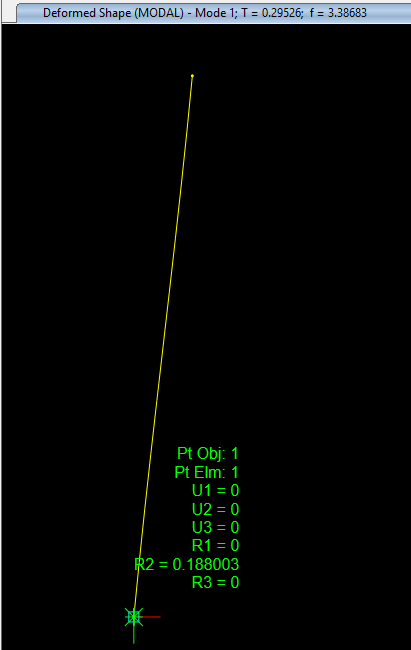 Deformed Shape (MODAL) - Mode 1; T = 0.29526;  f = 3.38683
Pt Obj: 1
Pt Elm: 1
U1 = 0
U2 = 0
U3 = 0
R1 = 0
R2 = 0.188003
R3 = 0